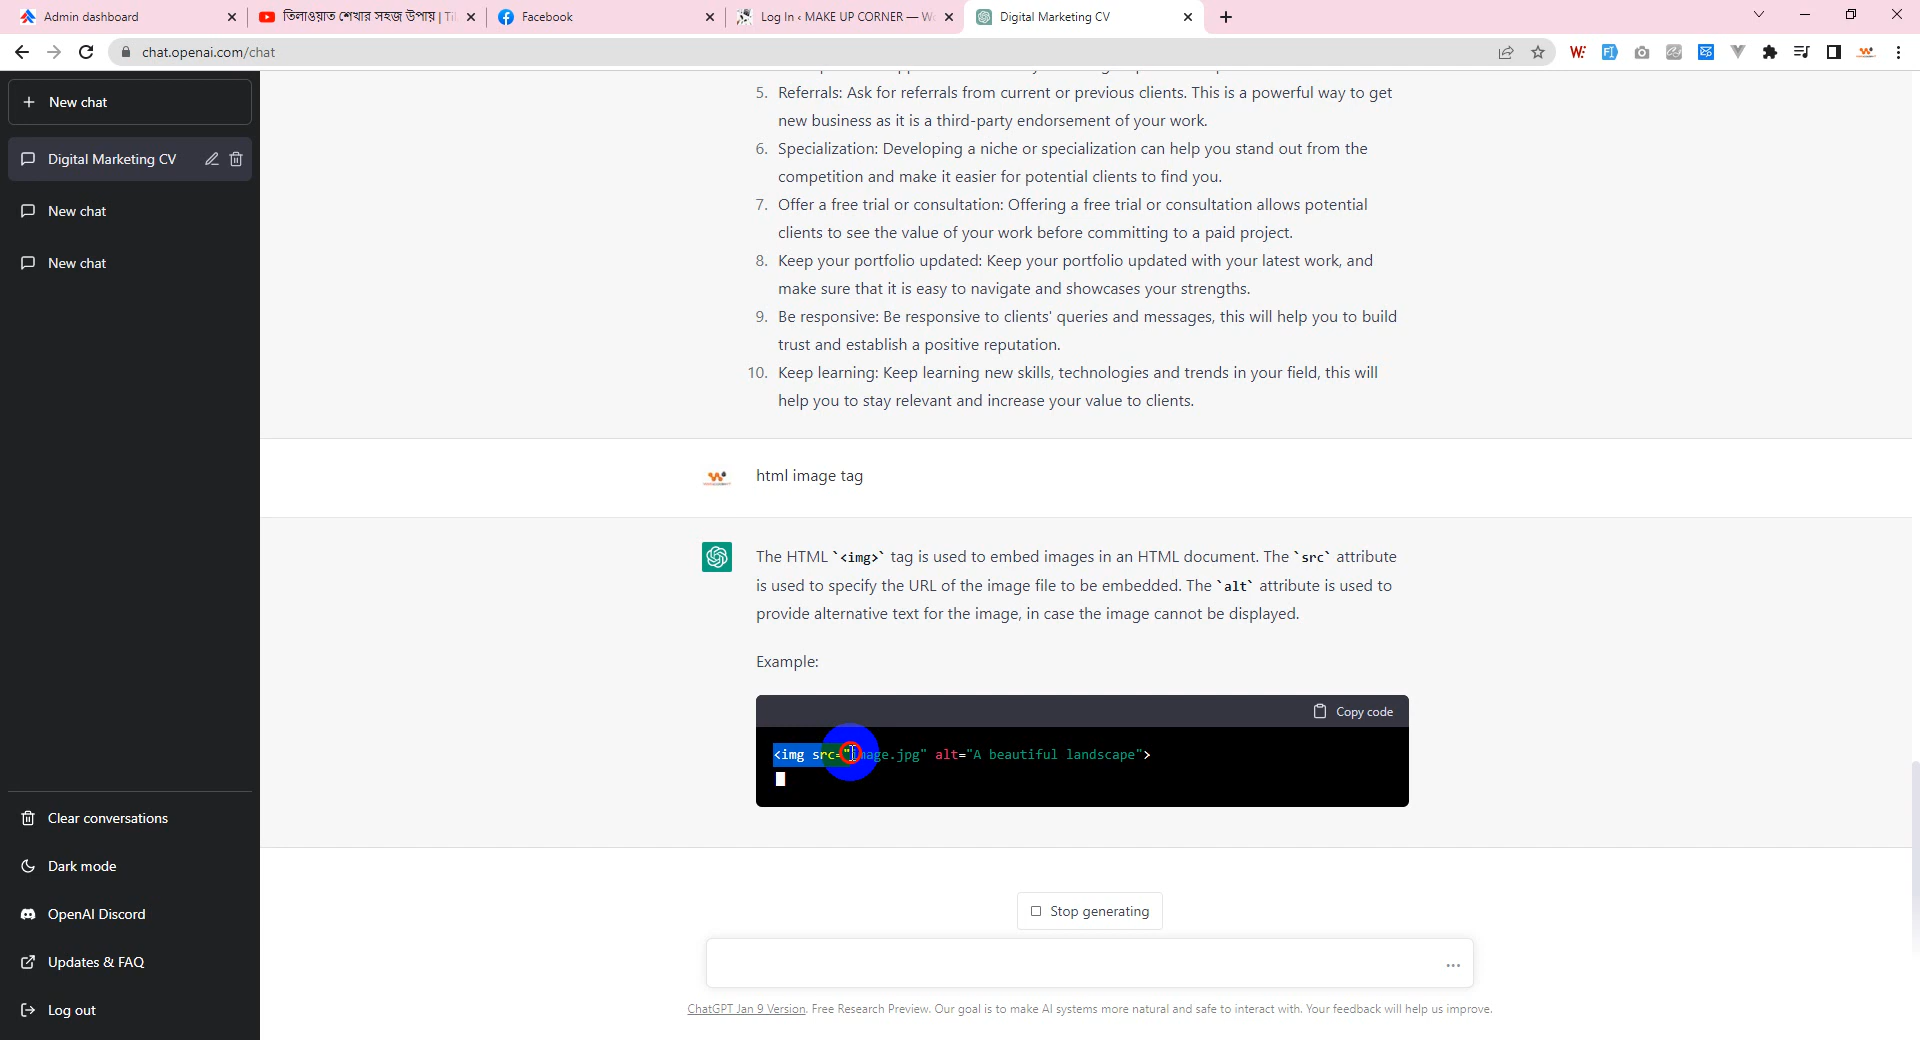 Admin dashboard
তিলাওয়াত শেখার সহজ উপায় | Til
Facebook
Log In ‹ MAKE UP CORNER — Wo
Digital Marketing CV
chat.openai.com/chat
New chat
Digital Marketing CV
New chat
New chat
5. Referrals: Ask for referrals from current or previous clients. This is a powerful way to get
new business as it is a third-party endorsement of your work.
6. Specialization: Developing a niche or specialization can help you stand out from the
competition and make it easier for potential clients to find you.
7. Offer a free trial or consultation: Offering a free trial or consultation allows potential
clients to see the value of your work before committing to a paid project.
8. Keep your portfolio updated: Keep your portfolio updated with your latest work, and
make sure that it is easy to navigate and showcases your strengths.
9. Be responsive: Be responsive to clients' queries and messages, this will help you to build
trust and establish a positive reputation.
10. Keep learning: Keep learning new skills, technologies and trends in your field, this will
help you to stay relevant and increase your value to clients.
html image tag
The HTML `<img>` tag is used to embed images in an HTML document. The `src` attribute
is used to specify the URL of the image file to be embedded. The `alt` attribute is used to
provide alternative text for the image, in case the image cannot be displayed.
Example:
Copy code
<img src="image.jpg" alt="A beautiful landscape">
Clear conversations
Dark mode
OpenAI Discord
Updates & FAQ
Log out
Stop generating
ChatGPT Jan 9 Version. Free Research Preview. Our goal is to make AI systems more natural and safe to interact with. Your feedback will help us improve.